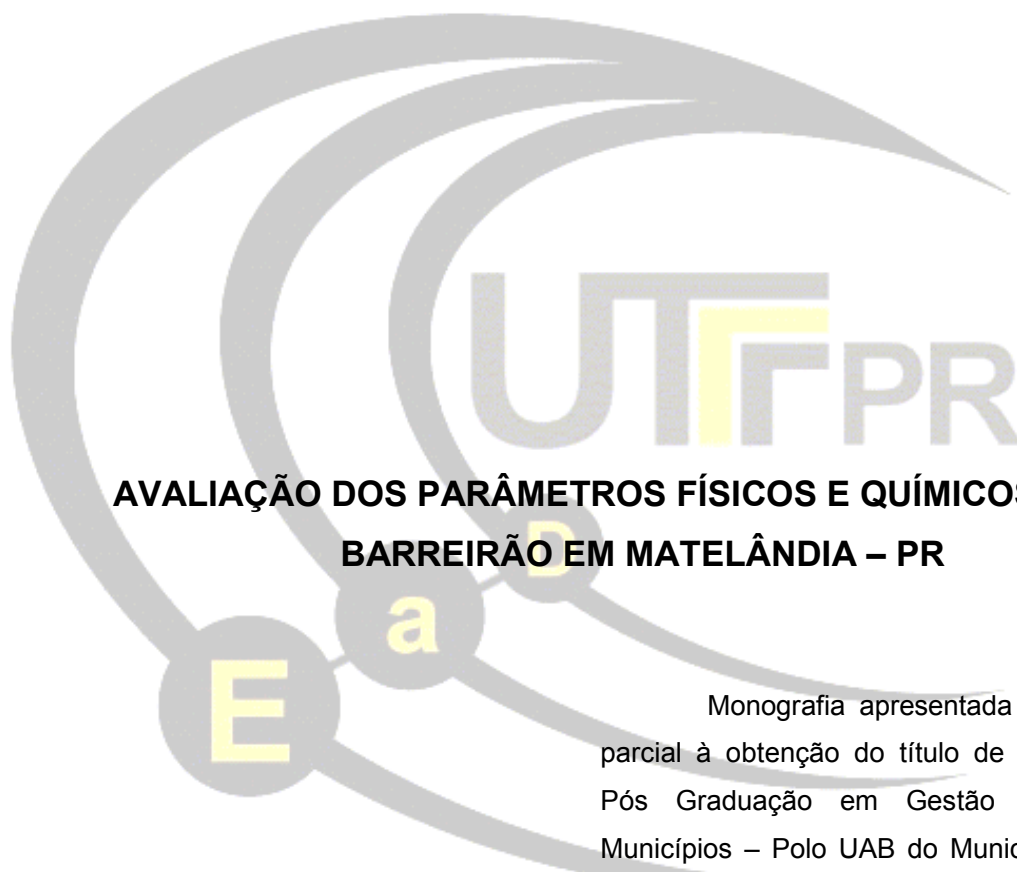 UTFPR
AVALIAÇÃO DOS PARÂMETROS FÍSICOS E QUÍMICOS
BARREIRÃO EM MATELÂNDIA – PR
E a D
Monografia apresentada
parcial à obtenção do título de
Pós Graduação em Gestão
Municípios – Polo UAB do